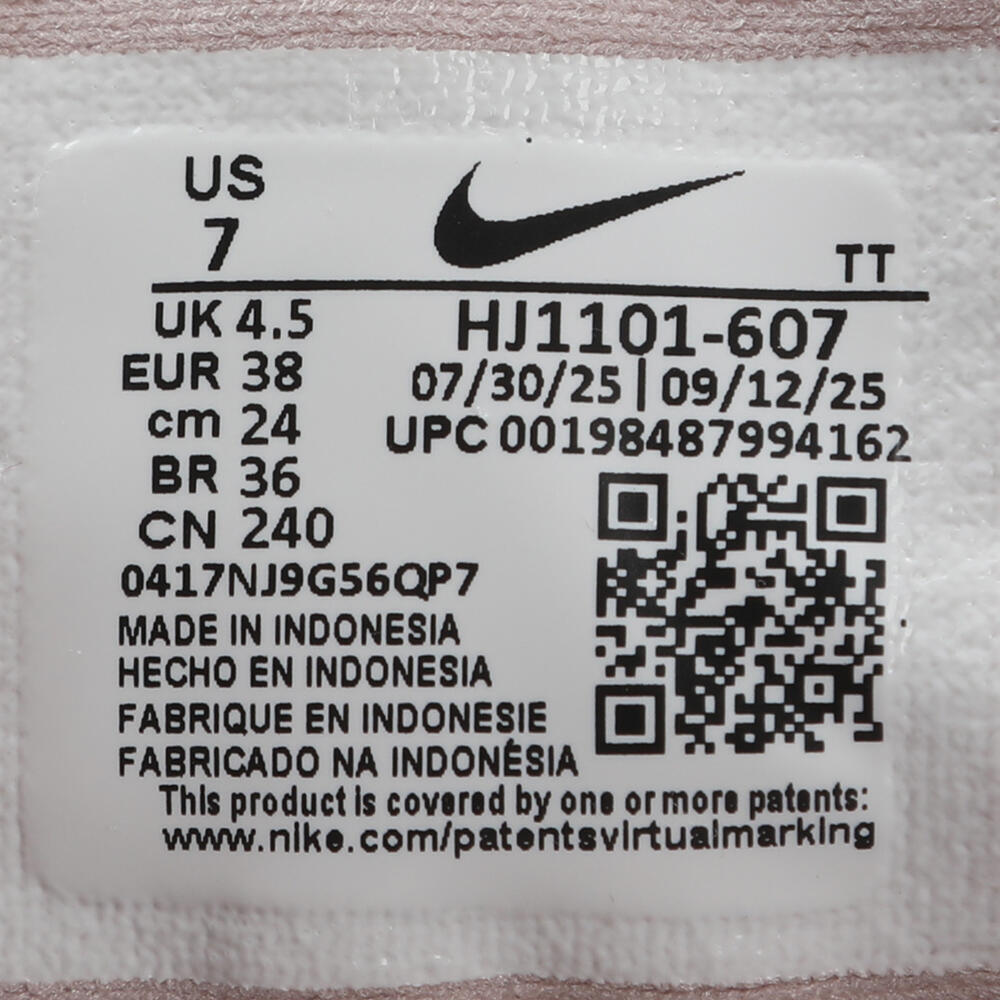 US
7
TT
UK 4.5
EUR 38
cm 24
BR 36
CN 240
HJ1101-607
07/30/25 | 09/12/25
UPC 00198487994162
0417NJ9G56QP7
MADE IN INDONESIA
HECHO EN INDONESIA
FABRIQUE EN INDONESIE
FABRICADO NA INDONÉSIA
This product is covered by one or more patents:
www.nike.com/patentsvirtualmarking